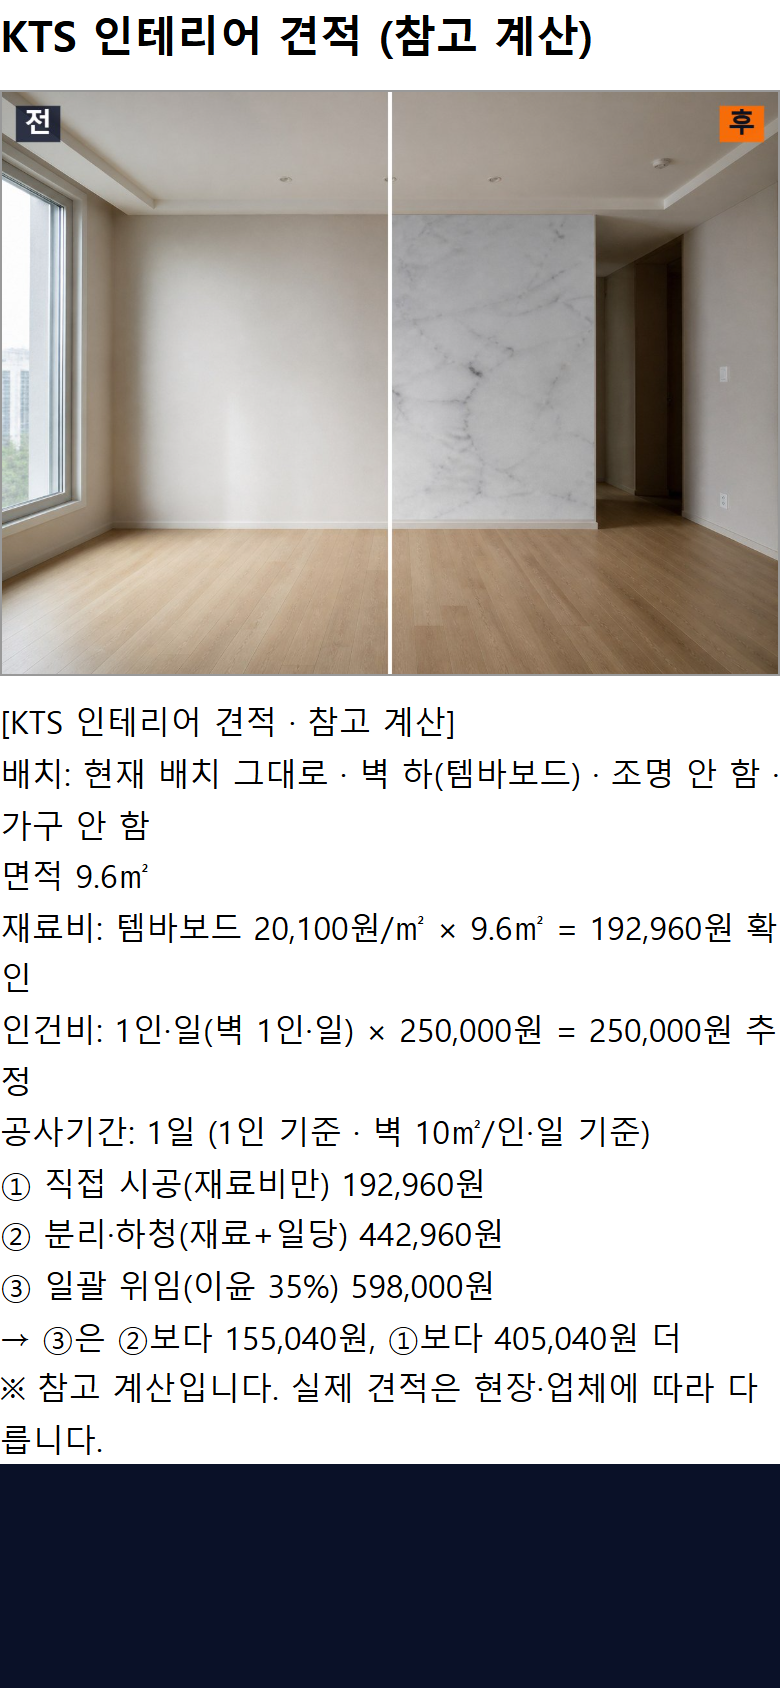 KTS 인테리어 견적 (참고 계산)
전
후
[KTS 인테리어 견적 · 참고 계산]
배치: 현재 배치 그대로 · 벽 하(템바보드) · 조명 안 함 ·
가구 안 함
면적 9.6㎡
재료비: 템바보드 20,100원/㎡ × 9.6㎡ = 192,960원 확
인
인건비: 1인·일(벽 1인·일) × 250,000원 = 250,000원 추
정
공사기간: 1일 (1인 기준 · 벽 10㎡/인·일 기준)
① 직접 시공(재료비만) 192,960원
② 분리·하청(재료+일당) 442,960원
③ 일괄 위임(이윤 35%) 598,000원
→ ③은 ②보다 155,040원, ①보다 405,040원 더
※ 참고 계산입니다. 실제 견적은 현장·업체에 따라 다
릅니다.